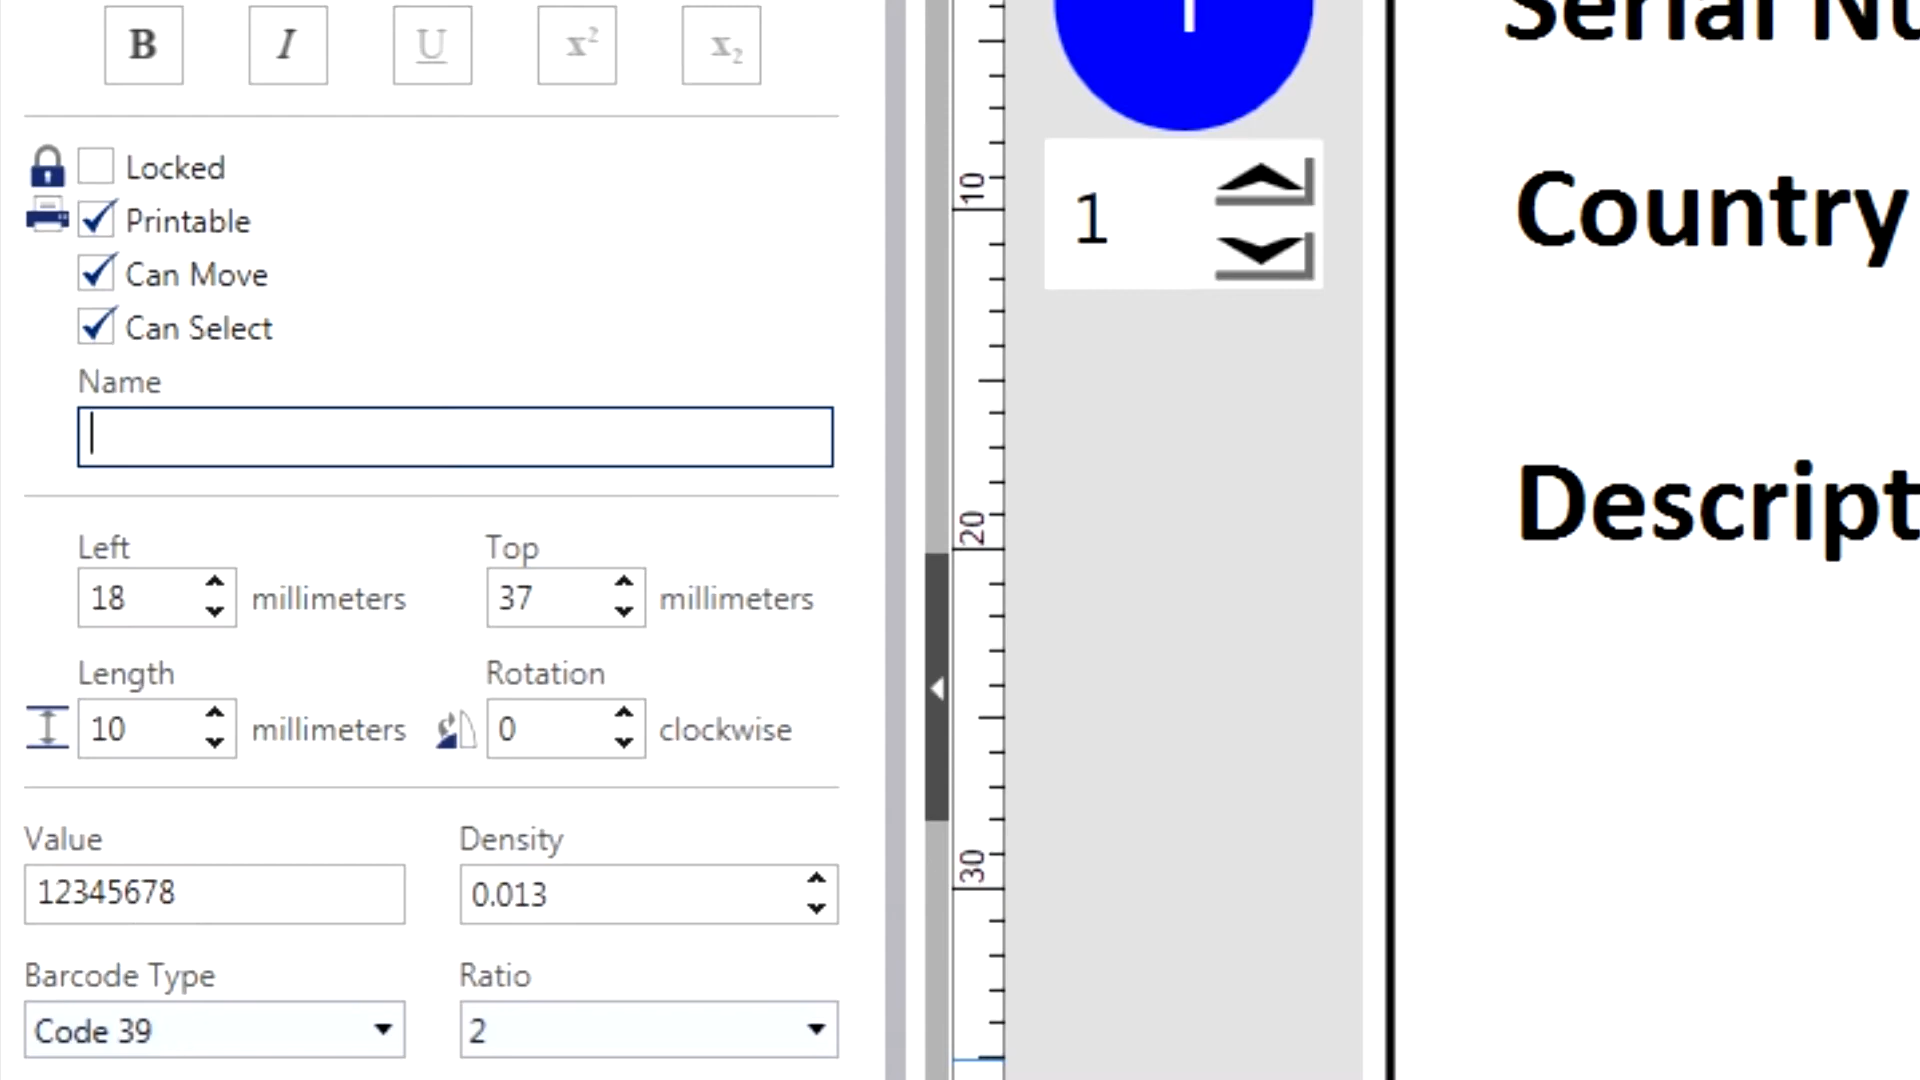 B I U x² x₂
Locked
Printable
Can Move
Can Select
Name
Left Top
18 millimeters 37 millimeters
Length Rotation
10 millimeters 0 clockwise
Value Density
12345678 0.013
Barcode Type Ratio
Code 39 2
10
20
30
1
Serial Nu
Country
Descript